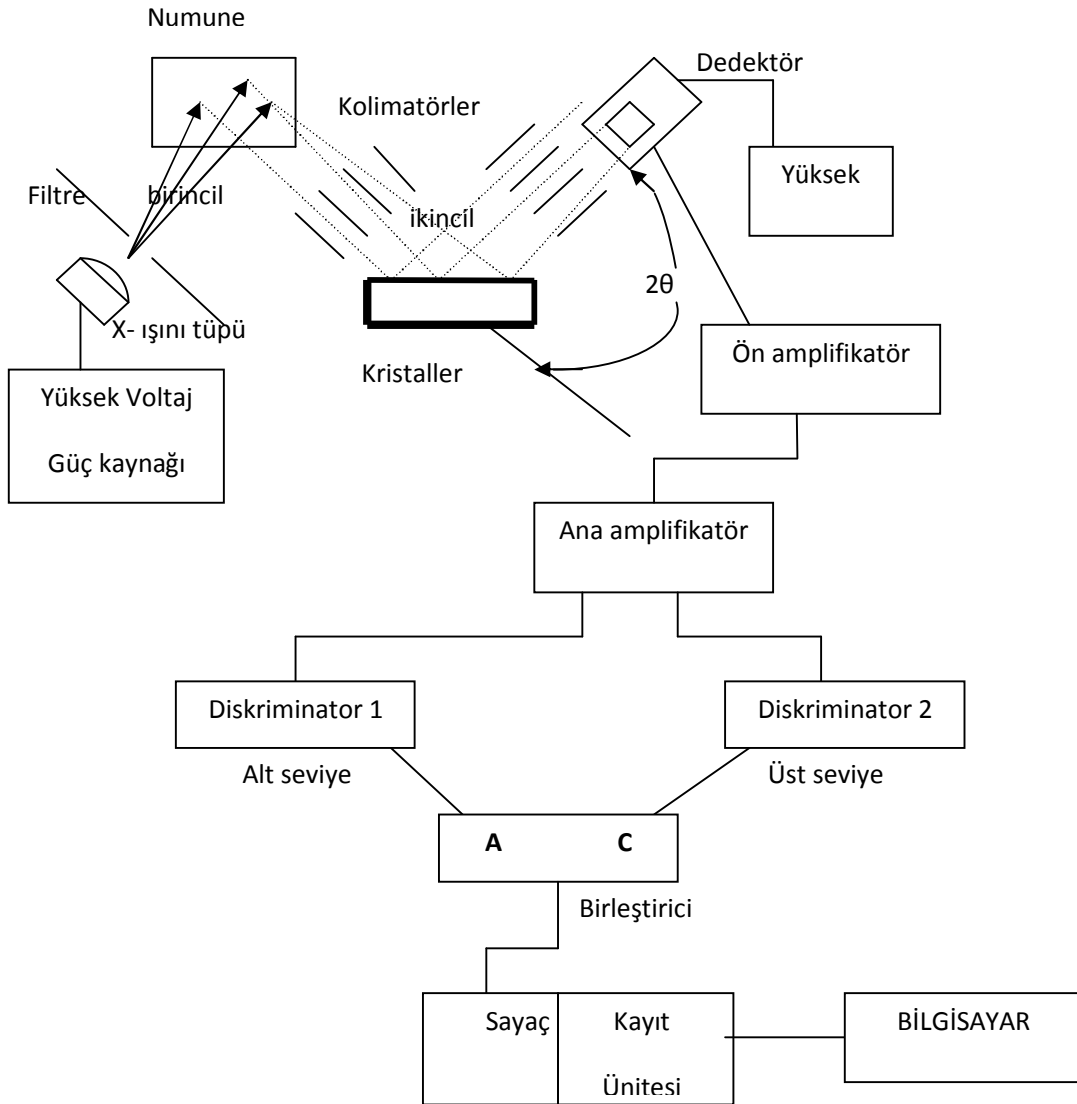 Numune
Dedektör
Kolimatörler
Yüksek
Filtre
birincil
ikincil
2θ
X- ışını tüpü
Ön amplifikatör
Kristaller
Yüksek Voltaj
Güç kaynağı
Ana amplifikatör
Diskriminator 1
Diskriminator 2
Alt seviye
Üst seviye
A C
Birleştirici
Sayaç
Kayıt
Ünitesi
BİLGİSAYAR